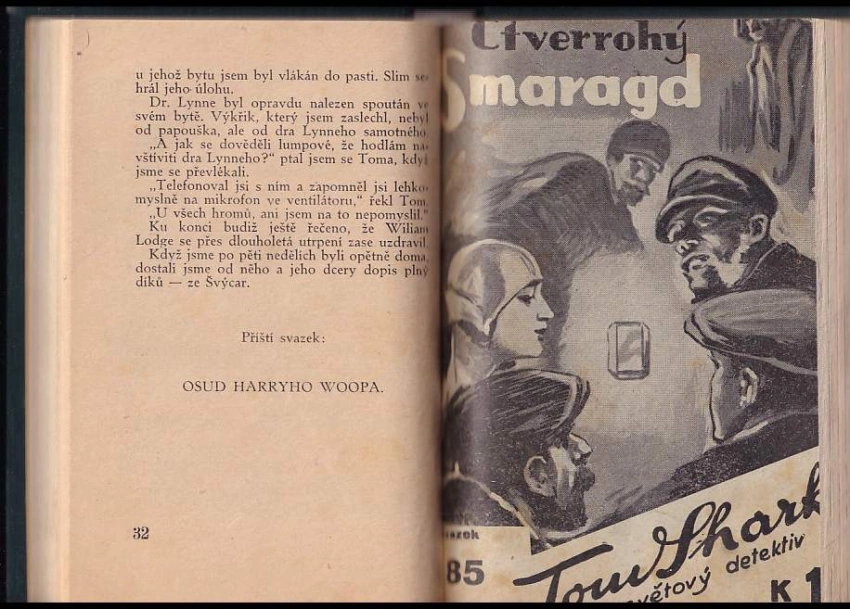 u jehož bytu jsem byl vlákán do pasti. Slim se-
hrál jeho úlohu.
Dr. Lynne byl opravdu nalezen spoután ve
svém bytě. Výkřik, který jsem zaslechl, nebyl
od papouška, ale od dra Lynneho samotného.
„A jak se dověděli lumpové, že hodlám na-
vštíviti dra Lynneho?“ ptal jsem se Toma, když
jsme se převlékali.
„Telefonoval jsi s ním a zapomněl jsi lehko-
myslně na mikrofon ve ventilátoru,“ řekl Tom.
„U všech hromů, ani jsem na to nepomyslil.“
Ku konci budiž ještě řečeno, že Wiliam
Lodge se přes dlouholetá utrpení zase uzdravil.
Když jsme po pěti nedělích byli opětně doma,
dostali jsme od něho a jeho dcery dopis plný
díků — ze Švýcar.
Příští svazek:
OSUD HARRYHO WOOPA.
32
Čtverrohý
Smaragd
85
Tom Shark
světový detektiv
K 1